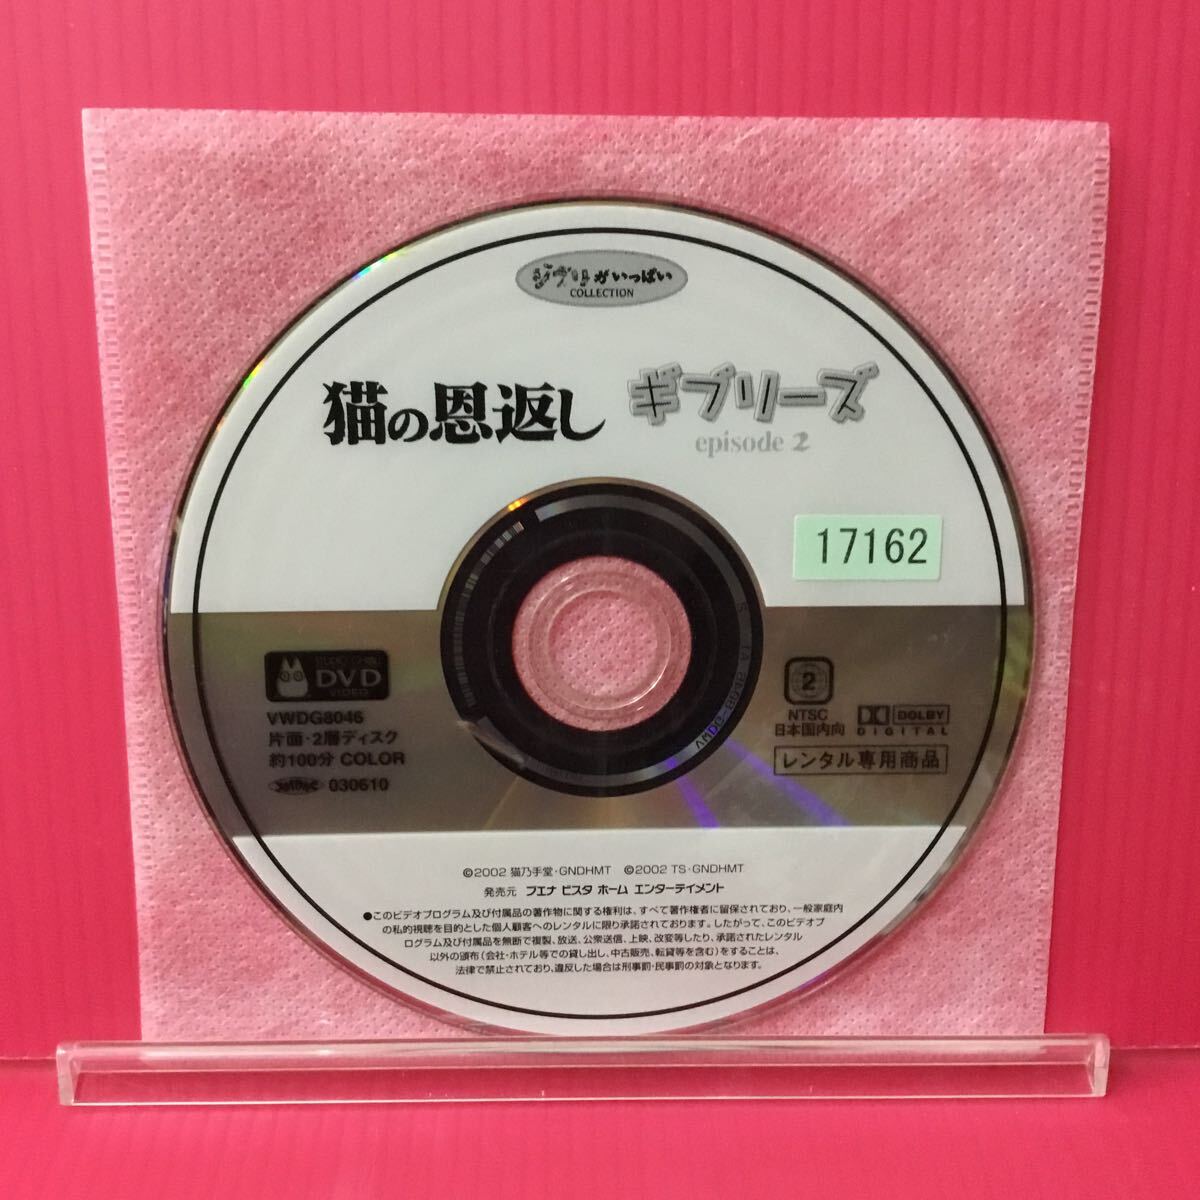 ジブリがいっぱい
COLLECTION
猫の恩返し
ギブリーズ
episode 2
17162
STUDIO GHIBLI
DVD
VIDEO
VWDG8046
片面・2層ディスク
約100分 COLOR
030610
2
NTSC
日本国内向
DOLBY
DIGITAL
レンタル専用商品
©2002 猫乃手堂・GNDHMT ©2002 TS・GNDHMT
発売元 ブエナ ビスタ ホーム エンターテイメント
●このビデオプログラム及び付属品の著作物に関する権利は、すべて著作権者に留保されており、一般家庭内
の私的視聴を目的とした個人顧客へのレンタルに限り承諾されております。したがって、このビデオプ
ログラム及び付属品を無断で複製、放送、公衆送信、上映、改変等したり、承諾されたレンタル
以外の頒布(会社・ホテル等での貸し出し、中古販売、転貸等を含む)をすることは、
法律で禁止されており、違反した場合は刑事罰・民事罰の対象となります。